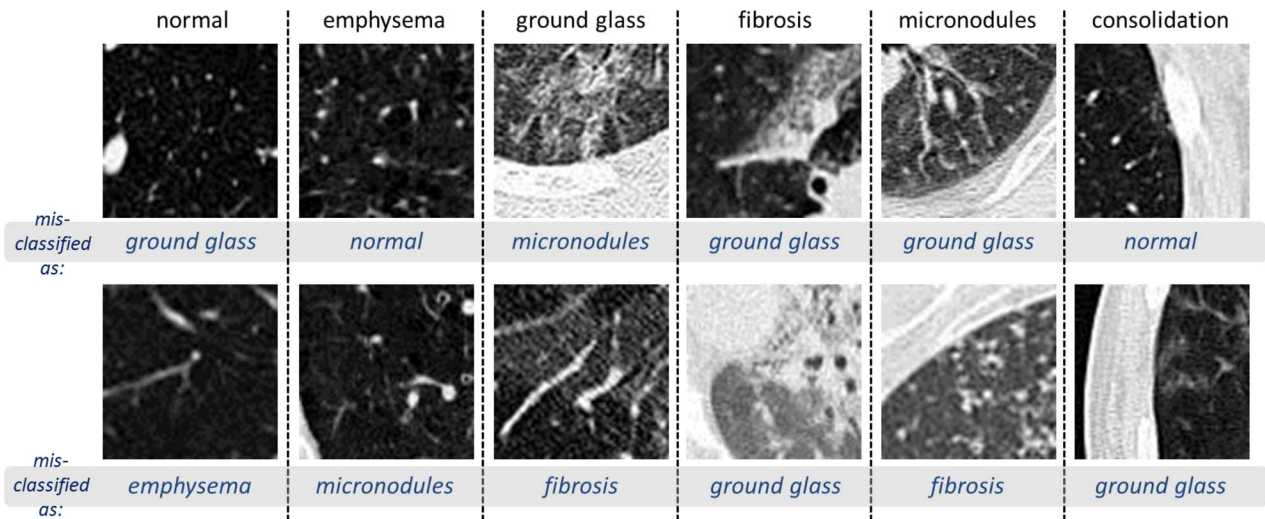 normal emphysema ground glass fibrosis micronodules consolidation
mis-
classified
as:
ground glass normal micronodules ground glass ground glass normal
mis-
classified
as:
emphysema micronodules fibrosis ground glass fibrosis ground glass